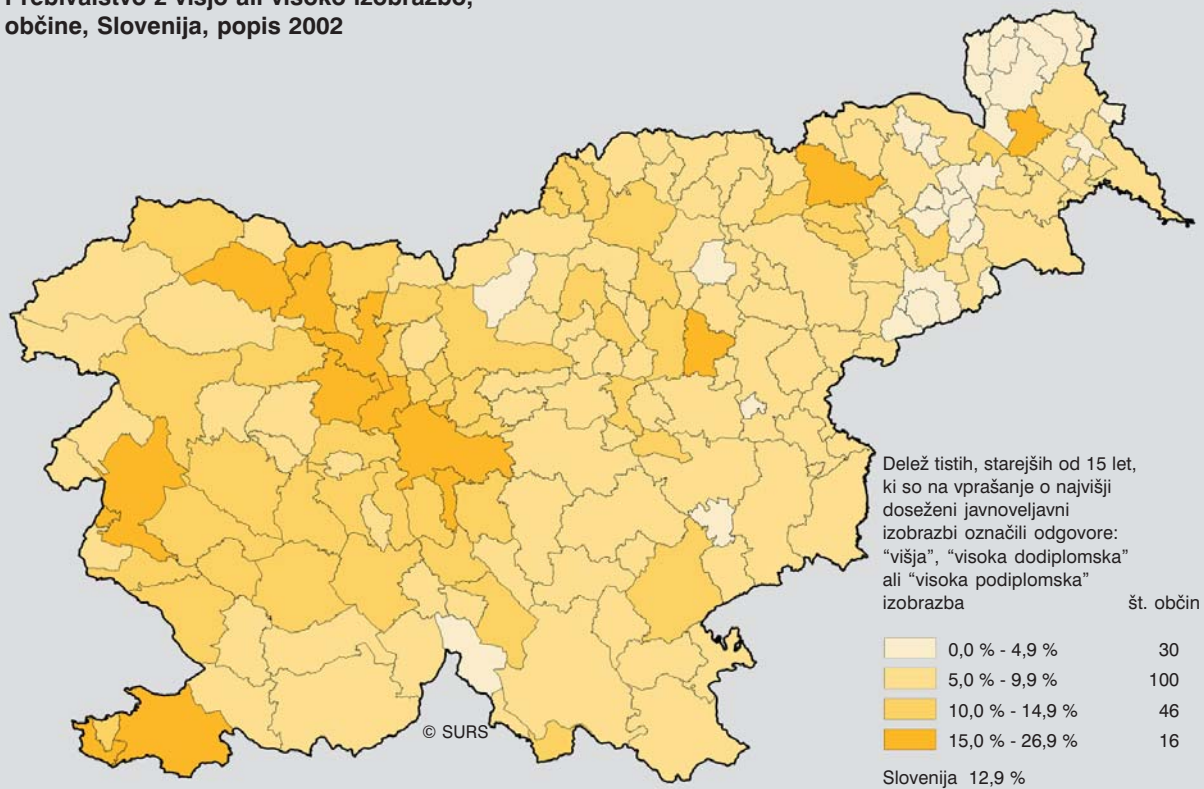 Prebivalstvo z višjo ali visoko izobrazbo,
občine, Slovenija, popis 2002
Delež tistih, starejših od 15 let,
ki so na vprašanje o najvišji
doseženi javnoveljavni
izobrazbi označili odgovore:
“višja”, “visoka dodiplomska”
ali “visoka podiplomska”
izobrazba št. občin
0,0 % - 4,9 % 30
5,0 % - 9,9 % 100
10,0 % - 14,9 % 46
15,0 % - 26,9 % 16
© SURS
Slovenija 12,9 %